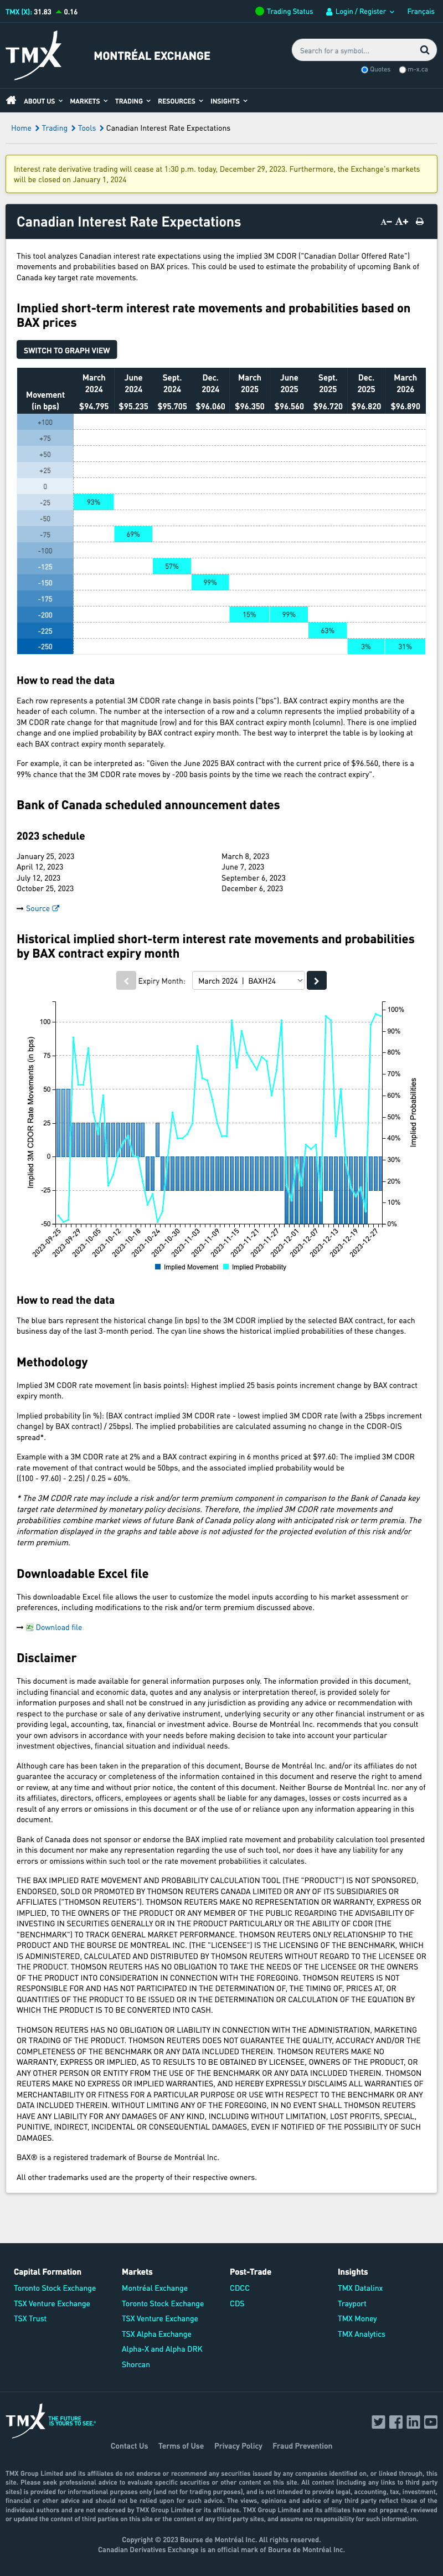 TMX (X): 31.83 0.16
Trading Status
Login / Register
Français
TMX
MONTRÉAL EXCHANGE
Search for a symbol...
Quotes m-x.ca
ABOUT US MARKETS TRADING RESOURCES INSIGHTS
Home Trading Tools Canadian Interest Rate Expectations
Interest rate derivative trading will cease at 1:30 p.m. today, December 29, 2023. Furthermore, the Exchange's markets
will be closed on January 1, 2024
Canadian Interest Rate Expectations
A− A+
This tool analyzes Canadian interest rate expectations using the implied 3M CDOR ("Canadian Dollar Offered Rate")
movements and probabilities based on BAX prices. This could be used to estimate the probability of upcoming Bank of
Canada key target rate movements.
Implied short-term interest rate movements and probabilities based on
BAX prices
SWITCH TO GRAPH VIEW
Movement (in bps) March 2024 June 2024 Sept. 2024 Dec. 2024 March 2025 June 2025 Sept. 2025 Dec. 2025 March 2026
$94.795 $95.235 $95.705 $96.060 $96.350 $96.560 $96.720 $96.820 $96.890
+100
+75
+50
+25
0
-25 93%
-50
-75 69%
-100
-125 57%
-150 99%
-175
-200 15% 99%
-225 63%
-250 3% 31%
How to read the data
Each row represents a potential 3M CDOR rate change in basis points ("bps"). BAX contract expiry months are the
header of each column. The number at the intersection of a row and a column represents the implied probability of a
3M CDOR rate change for that magnitude (row) and for this BAX contract expiry month (column). There is one implied
change and one implied probability by BAX contract expiry month. The best way to interpret the table is by looking at
each BAX contract expiry month separately.
For example, it can be interpreted as: "Given the June 2025 BAX contract with the current price of $96.560, there is a
99% chance that the 3M CDOR rate moves by -200 basis points by the time we reach the contract expiry".
Bank of Canada scheduled announcement dates
2023 schedule
January 25, 2023 March 8, 2023
April 12, 2023 June 7, 2023
July 12, 2023 September 6, 2023
October 25, 2023 December 6, 2023
Source
Historical implied short-term interest rate movements and probabilities
by BAX contract expiry month
Expiry Month: March 2024 | BAXH24
Implied 3M CDOR Rate Movements (in bps)
100
75
50
25
0
-25
-50
100%
90%
80%
70%
60%
50%
40%
30%
20%
10%
0%
Implied Probabilities
2023-09-25 2023-09-29 2023-10-05 2023-10-12 2023-10-18 2023-10-24 2023-10-30 2023-11-03 2023-11-09 2023-11-15 2023-11-21 2023-11-27 2023-12-01 2023-12-07 2023-12-13 2023-12-19 2023-12-27
Implied Movement Implied Probability
How to read the data
The blue bars represent the historical change (in bps) to the 3M CDOR implied by the selected BAX contract, for each
business day of the last 3-month period. The cyan line shows the historical implied probabilities of these changes.
Methodology
Implied 3M CDOR rate movement (in basis points): Highest implied 25 basis points increment change by BAX contract
expiry month.
Implied probability (in %): (BAX contract implied 3M CDOR rate - lowest implied 3M CDOR rate (with a 25bps increment
change) by BAX contract) / 25bps). The implied probabilities are calculated assuming no change in the CDOR-OIS
spread*.
Example with a 3M CDOR rate at 2% and a BAX contract expiring in 6 months priced at $97.60: The implied 3M CDOR
rate movement of that contract would be 50bps, and the associated implied probability would be
((100 - 97.60) - 2.25) / 0.25 = 60%.
* The 3M CDOR rate may include a risk and/or term premium component in comparison to the Bank of Canada key
target rate determined by monetary policy decisions. Therefore, the implied 3M CDOR rate movements and
probabilities combine market views of future Bank of Canada policy along with anticipated risk or term premia. The
information displayed in the graphs and table above is not adjusted for the projected evolution of this risk and/or
term premium.
Downloadable Excel file
This downloadable Excel file allows the user to customize the model inputs according to his market assessment or
preferences, including modifications to the risk and/or term premium discussed above.
Download file
Disclaimer
This document is made available for general information purposes only. The information provided in this document,
including financial and economic data, quotes and any analysis or interpretation thereof, is provided solely for
information purposes and shall not be construed in any jurisdiction as providing any advice or recommendation with
respect to the purchase or sale of any derivative instrument, underlying security or any other financial instrument or as
providing legal, accounting, tax, financial or investment advice. Bourse de Montréal Inc. recommends that you consult
your own advisors in accordance with your needs before making decision to take into account your particular
investment objectives, financial situation and individual needs.
Although care has been taken in the preparation of this document, Bourse de Montréal Inc. and/or its affiliates do not
guarantee the accuracy or completeness of the information contained in this document and reserve the right to amend
or review, at any time and without prior notice, the content of this document. Neither Bourse de Montréal Inc. nor any of
its affiliates, directors, officers, employees or agents shall be liable for any damages, losses or costs incurred as a
result of any errors or omissions in this document or of the use of or reliance upon any information appearing in this
document.
Bank of Canada does not sponsor or endorse the BAX implied rate movement and probability calculation tool presented
in this document nor make any representation regarding the use of such tool, nor does it have any liability for any
errors or omissions within such tool or the rate movement probabilities it calculates.
THE BAX IMPLIED RATE MOVEMENT AND PROBABILITY CALCULATION TOOL (THE "PRODUCT") IS NOT SPONSORED,
ENDORSED, SOLD OR PROMOTED BY THOMSON REUTERS CANADA LIMITED OR ANY OF ITS SUBSIDIARIES OR
AFFILIATES ("THOMSON REUTERS"). THOMSON REUTERS MAKE NO REPRESENTATION OR WARRANTY, EXPRESS OR
IMPLIED, TO THE OWNERS OF THE PRODUCT OR ANY MEMBER OF THE PUBLIC REGARDING THE ADVISABILITY OF
INVESTING IN SECURITIES GENERALLY OR IN THE PRODUCT PARTICULARLY OR THE ABILITY OF CDOR (THE
"BENCHMARK") TO TRACK GENERAL MARKET PERFORMANCE. THOMSON REUTERS ONLY RELATIONSHIP TO THE
PRODUCT AND THE BOURSE DE MONTREAL INC. (THE "LICENSEE") IS THE LICENSING OF THE BENCHMARK, WHICH
IS ADMINISTERED, CALCULATED AND DISTRIBUTED BY THOMSON REUTERS WITHOUT REGARD TO THE LICENSEE OR
THE PRODUCT. THOMSON REUTERS HAS NO OBLIGATION TO TAKE THE NEEDS OF THE LICENSEE OR THE OWNERS
OF THE PRODUCT INTO CONSIDERATION IN CONNECTION WITH THE FOREGOING. THOMSON REUTERS IS NOT
RESPONSIBLE FOR AND HAS NOT PARTICIPATED IN THE DETERMINATION OF, THE TIMING OF, PRICES AT, OR
QUANTITIES OF THE PRODUCT TO BE ISSUED OR IN THE DETERMINATION OR CALCULATION OF THE EQUATION BY
WHICH THE PRODUCT IS TO BE CONVERTED INTO CASH.
THOMSON REUTERS HAS NO OBLIGATION OR LIABILITY IN CONNECTION WITH THE ADMINISTRATION, MARKETING
OR TRADING OF THE PRODUCT. THOMSON REUTERS DOES NOT GUARANTEE THE QUALITY, ACCURACY AND/OR THE
COMPLETENESS OF THE BENCHMARK OR ANY DATA INCLUDED THEREIN. THOMSON REUTERS MAKE NO
WARRANTY, EXPRESS OR IMPLIED, AS TO RESULTS TO BE OBTAINED BY LICENSEE, OWNERS OF THE PRODUCT, OR
ANY OTHER PERSON OR ENTITY FROM THE USE OF THE BENCHMARK OR ANY DATA INCLUDED THEREIN. THOMSON
REUTERS MAKE NO EXPRESS OR IMPLIED WARRANTIES, AND HEREBY EXPRESSLY DISCLAIMS ALL WARRANTIES OF
MERCHANTABILITY OR FITNESS FOR A PARTICULAR PURPOSE OR USE WITH RESPECT TO THE BENCHMARK OR ANY
DATA INCLUDED THEREIN. WITHOUT LIMITING ANY OF THE FOREGOING, IN NO EVENT SHALL THOMSON REUTERS
HAVE ANY LIABILITY FOR ANY DAMAGES OF ANY KIND, INCLUDING WITHOUT LIMITATION, LOST PROFITS, SPECIAL,
PUNITIVE, INDIRECT, INCIDENTAL OR CONSEQUENTIAL DAMAGES, EVEN IF NOTIFIED OF THE POSSIBILITY OF SUCH
DAMAGES.
BAX® is a registered trademark of Bourse de Montréal Inc.
All other trademarks used are the property of their respective owners.
Capital Formation Markets Post-Trade Insights
Toronto Stock Exchange Montréal Exchange CDCC TMX Datalinx
TSX Venture Exchange Toronto Stock Exchange CDS Trayport
TSX Trust TSX Venture Exchange TMX Money
TSX Alpha Exchange TMX Analytics
Alpha-X and Alpha DRK
Shorcan
TMX THE FUTURE
IS YOURS TO SEE.®
Contact Us Terms of Use Privacy Policy Fraud Prevention
TMX Group Limited and its affiliates do not endorse or recommend any securities issued by any companies identified on, or linked through, this
site. Please seek professional advice to evaluate specific securities or other content on this site. All content (including any links to third party
sites) is provided for informational purposes only (and not for trading purposes), and is not intended to provide legal, accounting, tax, investment,
financial or other advice and should not be relied upon for such advice. The views, opinions and advice of any third party reflect those of the
individual authors and are not endorsed by TMX Group Limited or its affiliates. TMX Group Limited and its affiliates have not prepared, reviewed
or updated the content of third parties on this site or the content of any third party sites, and assume no responsibility for such information.
Copyright © 2023 Bourse de Montréal Inc. All rights reserved.
Canadian Derivatives Exchange is an official mark of Bourse de Montréal Inc.